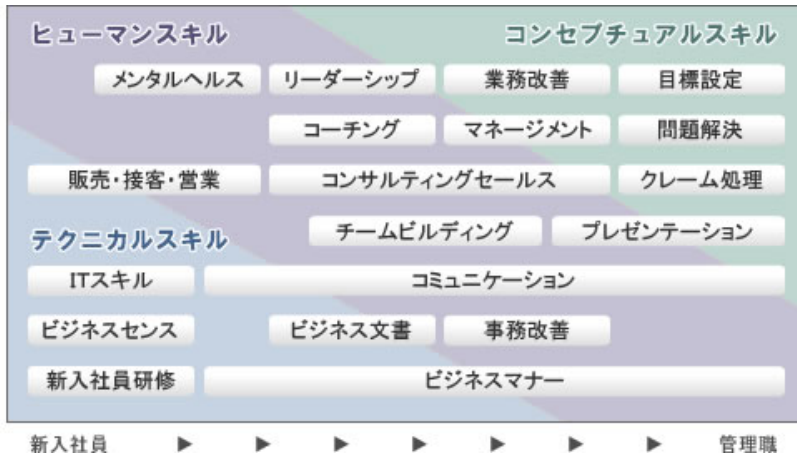 ヒューマンスキル コンセプチュアルスキル
メンタルヘルス リーダーシップ 業務改善 目標設定
コーチング マネージメント 問題解決
販売・接客・営業 コンサルティングセールス クレーム処理
チームビルディング プレゼンテーション
テクニカルスキル
ITスキル コミュニケーション
ビジネスセンス ビジネス文書 事務改善
新入社員研修 ビジネスマナー
新入社員 ▶ ▶ ▶ ▶ ▶ ▶ ▶ 管理職